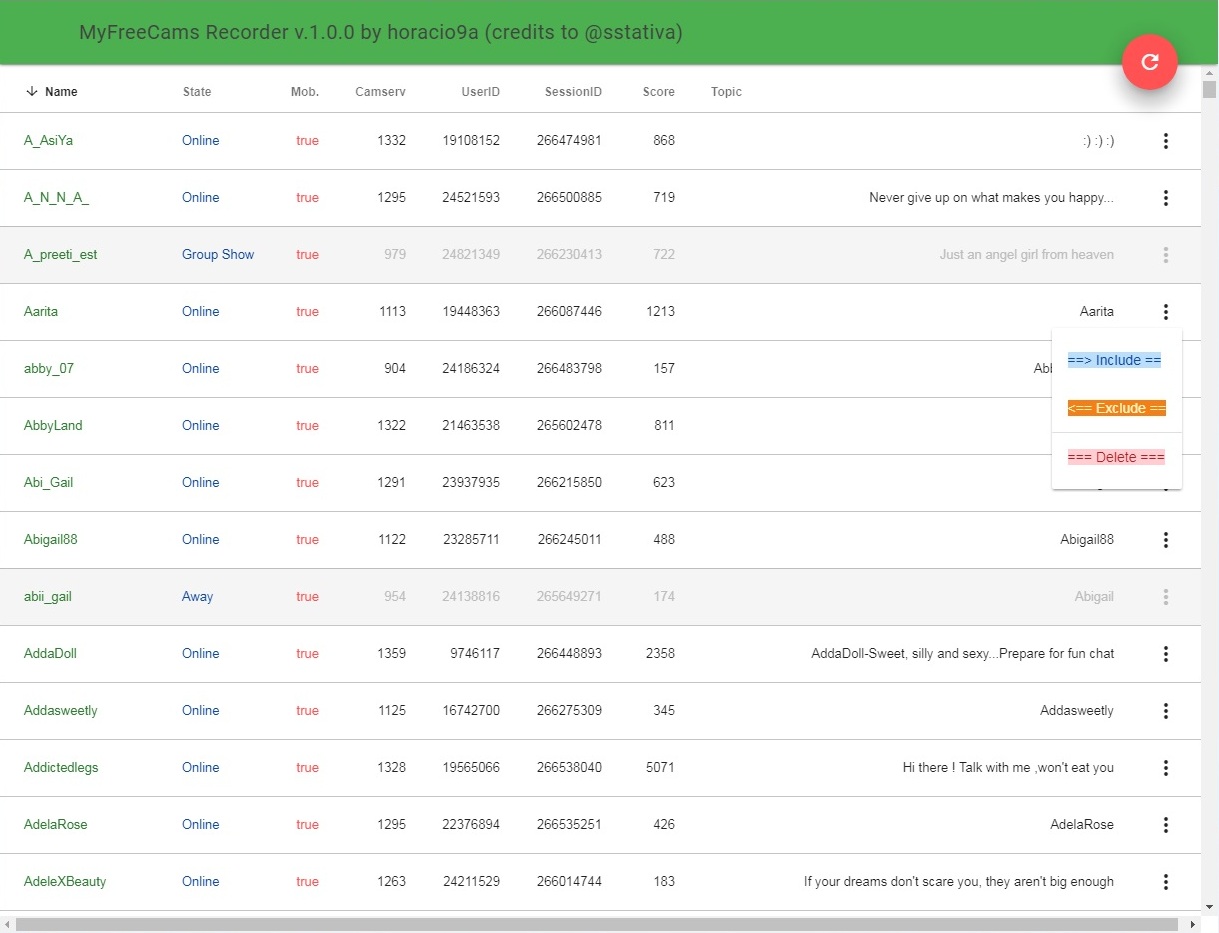 MyFreeCams Recorder v.1.0.0 by horacio9a (credits to @sstativa)
Name State Mob. Camserv UserID SessionID Score Topic
A_AsiYa Online true 1332 19108152 266474981 868 :) :) :)
A_N_N_A_ Online true 1295 24521593 266500885 719 Never give up on what makes you happy...
A_preeti_est Group Show true 979 24821349 266230413 722 Just an angel girl from heaven
Aarita Online true 1113 19448363 266087446 1213 Aarita
abby_07 Online true 904 24186324 266483798 157
==> Include ==
<== Exclude ==
AbbyLand Online true 1322 21463538 265602478 811
=== Delete ===
Abi_Gail Online true 1291 23937935 266215850 623
Abigail88 Online true 1122 23285711 266245011 488 Abigail88
abii_gail Away true 954 24138816 265649271 174 Abigail
AddaDoll Online true 1359 9746117 266448893 2358 AddaDoll-Sweet, silly and sexy...Prepare for fun chat
Addasweetly Online true 1125 16742700 266275309 345 Addasweetly
Addictedlegs Online true 1328 19565066 266538040 5071 Hi there ! Talk with me ,won't eat you
AdelaRose Online true 1295 22376894 266535251 426 AdelaRose
AdeleXBeauty Online true 1263 24211529 266014744 183 If your dreams don't scare you, they aren't big enough